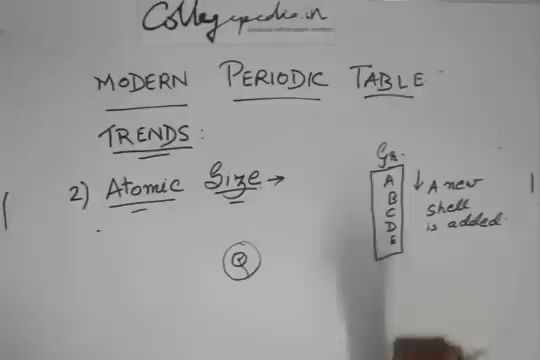 Collegepedia.in
MODERN PERIODIC TABLE
TRENDS:
2) Atomic Size →
Gr.
A
B
C
D
E
↓ A new
shell
is added.